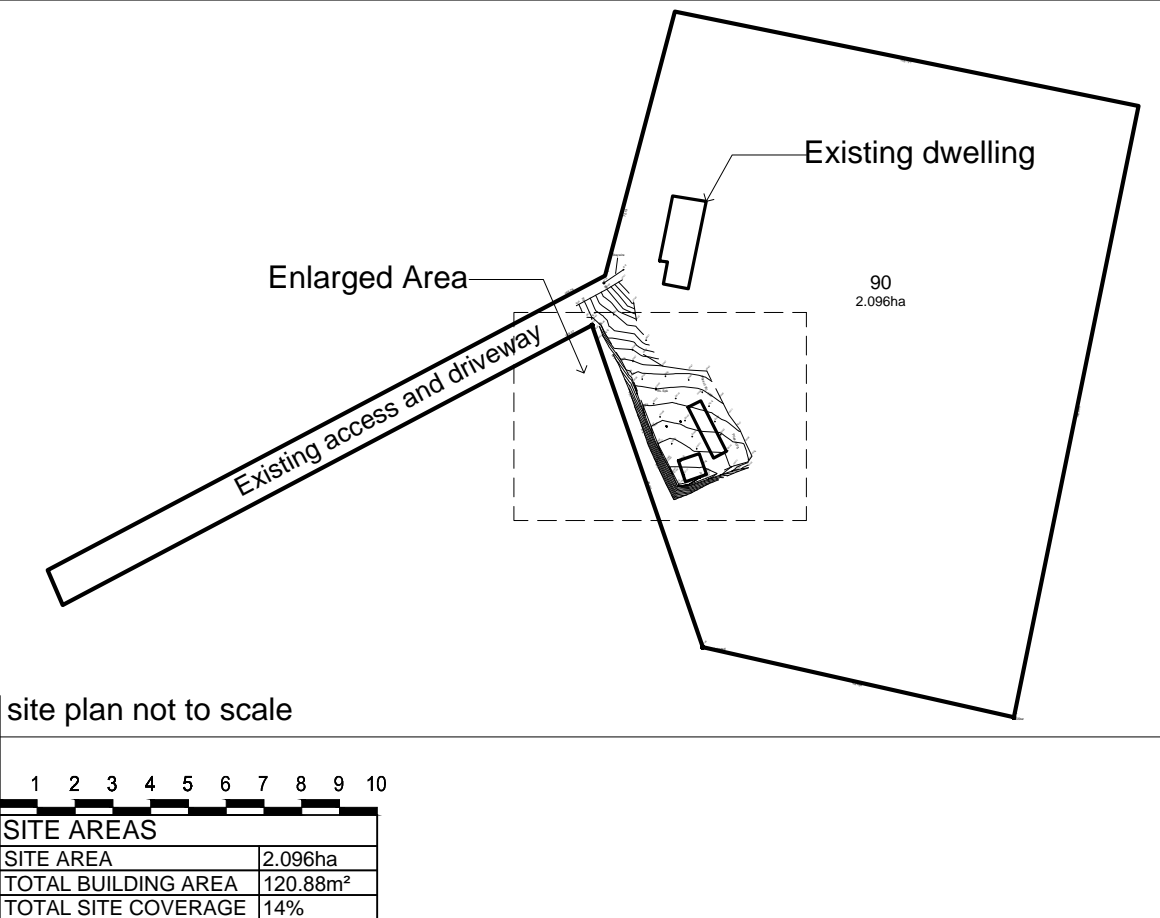 Existing dwelling
Enlarged Area
90
2.096ha
Existing access and driveway
site plan not to scale
1 2 3 4 5 6 7 8 9 10
SITE AREAS
SITE AREA 2.096ha
TOTAL BUILDING AREA 120.88m²
TOTAL SITE COVERAGE 14%